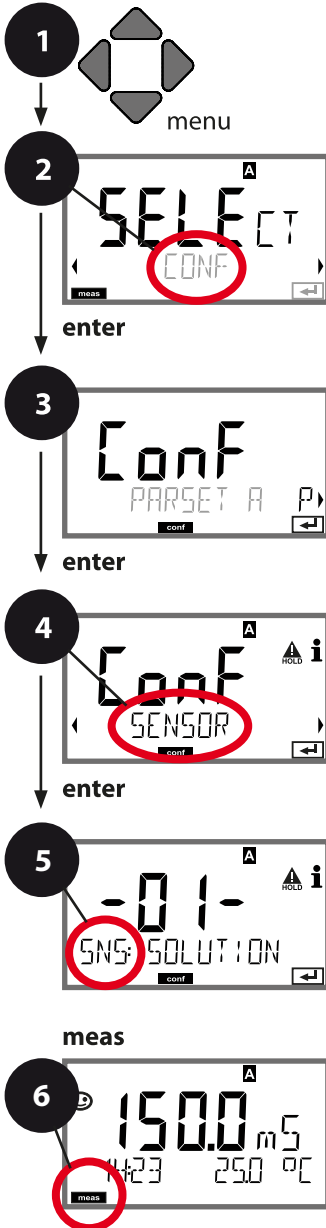 1
menu
2
A
SELECT
CONF
meas
enter
3
ConF
PARSET A P
conf
enter
4
A
ConF
HOLD i
SENSOR
conf
enter
5
A
-01-
HOLD i
SNS: SOLUTION
conf
meas
6
A
150.0 mS
14:23 25.0 °C
meas